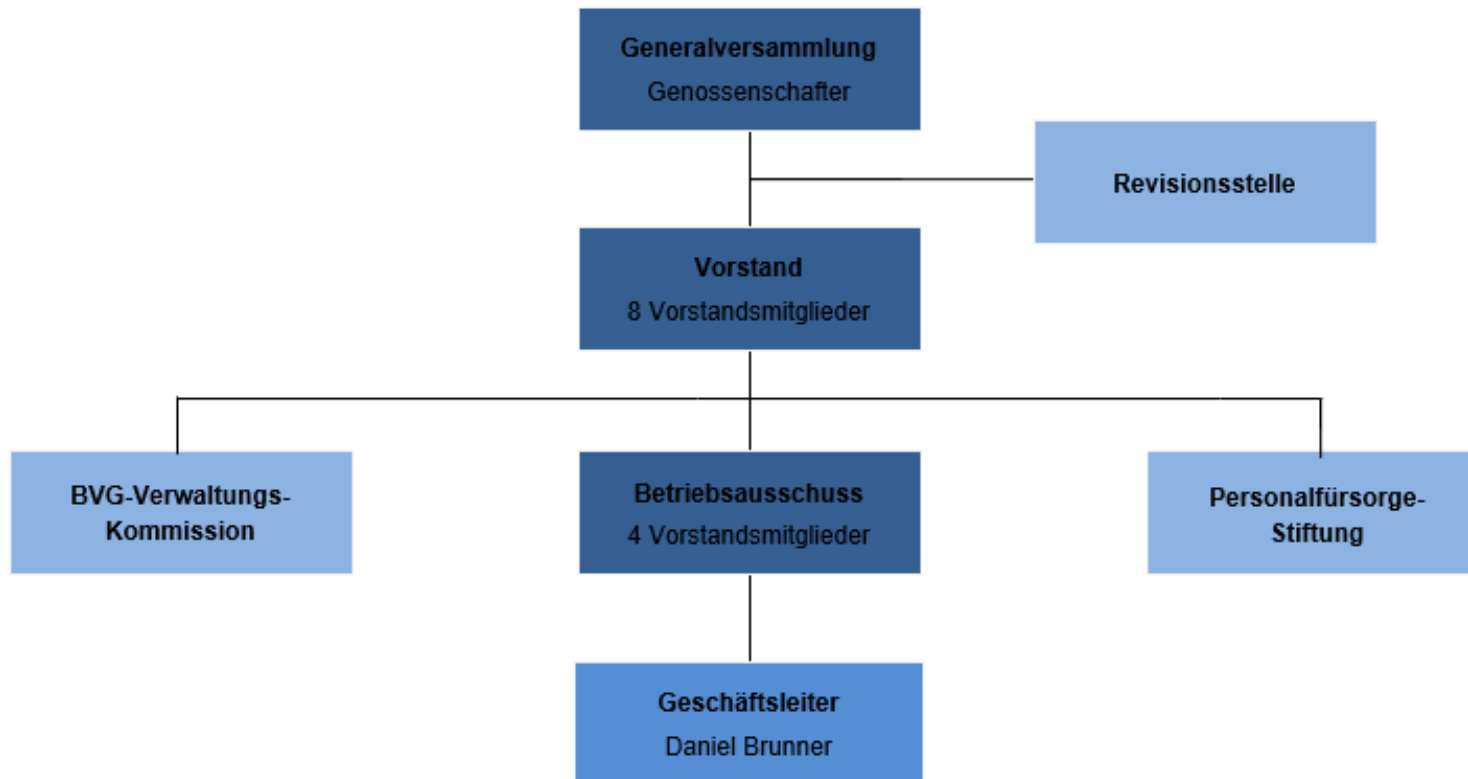 Generalversammlung
Genossenschafter
Revisionsstelle
Vorstand
8 Vorstandsmitglieder
BVG-Verwaltungs-
Kommission
Betriebsausschuss
4 Vorstandsmitglieder
Personalfürsorge-
Stiftung
Geschäftsleiter
Daniel Brunner